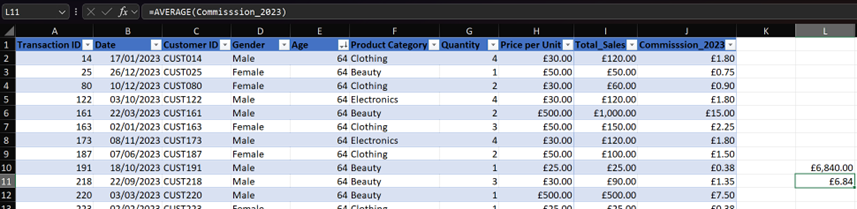 L11 fx =AVERAGE(Commisssion_2023)
A B C D E F G H I J K L
1 Transaction ID Date Customer ID Gender Age Product Category Quantity Price per Unit Total_Sales Commisssion_2023
2 14 17/01/2023 CUST014 Male 64 Clothing 4 £30.00 £120.00 £1.80
3 25 26/12/2023 CUST025 Female 64 Beauty 1 £50.00 £50.00 £0.75
4 80 10/12/2023 CUST080 Female 64 Clothing 2 £30.00 £60.00 £0.90
5 122 03/10/2023 CUST122 Male 64 Electronics 4 £30.00 £120.00 £1.80
6 161 22/03/2023 CUST161 Male 64 Beauty 2 £500.00 £1,000.00 £15.00
7 163 02/01/2023 CUST163 Female 64 Clothing 3 £50.00 £150.00 £2.25
8 173 08/11/2023 CUST173 Male 64 Electronics 4 £30.00 £120.00 £1.80
9 187 07/06/2023 CUST187 Female 64 Clothing 2 £50.00 £100.00 £1.50
10 191 18/10/2023 CUST191 Male 64 Beauty 1 £25.00 £25.00 £0.38 £6,840.00
11 218 22/09/2023 CUST218 Male 64 Beauty 3 £30.00 £90.00 £1.35 £6.84
12 220 03/03/2023 CUST220 Male 64 Beauty 1 £500.00 £500.00 £7.50
13 223 02/02/2023 CUST223 Female 64 Clothing 1 £25.00 £25.00 £0.38